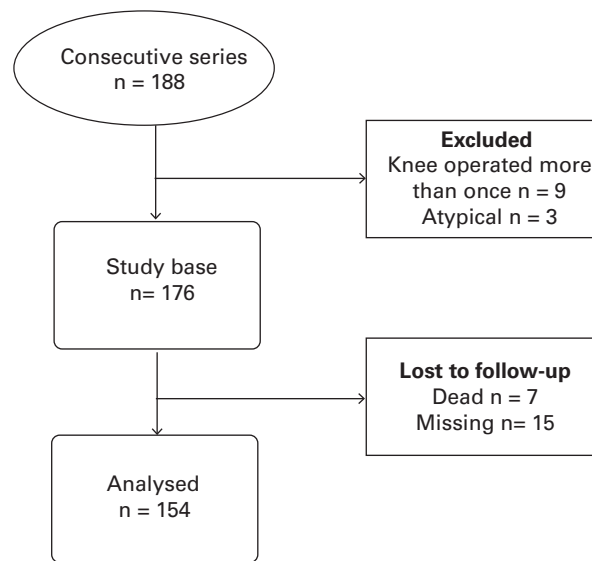 Consecutive series
n = 188
Excluded
Knee operated more
than once n = 9
Atypical n = 3
Study base
n= 176
Lost to follow-up
Dead n = 7
Missing n= 15
Analysed
n = 154